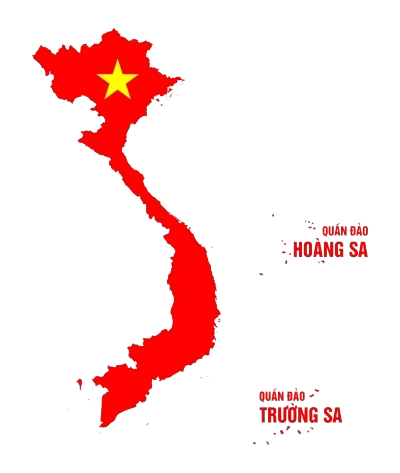 QUẦN ĐẢO
HOÀNG SA
QUẦN ĐẢO
TRƯỜNG SA